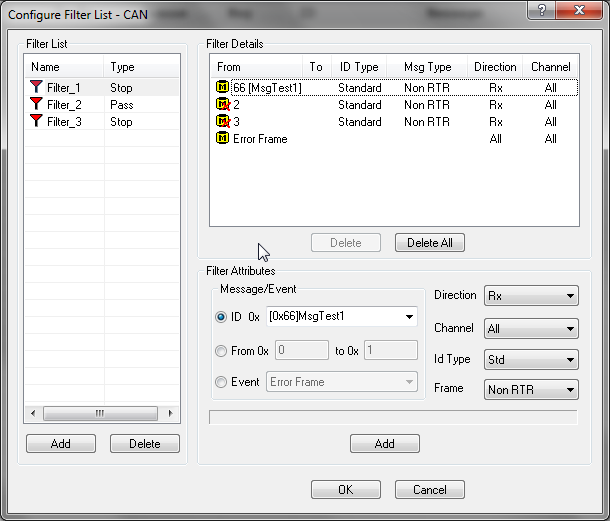 Configure Filter List - CAN
Filter List
Name Type
Filter_1 Stop
Filter_2 Pass
Filter_3 Stop
Add Delete
Filter Details
From To ID Type Msg Type Direction Channel
66 [MsgTest1] Standard Non RTR Rx All
2 Standard Non RTR Rx All
3 Standard Non RTR Rx All
Error Frame All All
Delete Delete All
Filter Attributes
Message/Event
ID 0x [0x66]MsgTest1
From 0x 0 to 0x 1
Event Error Frame
Direction Rx
Channel All
Id Type Std
Frame Non RTR
Add
OK Cancel